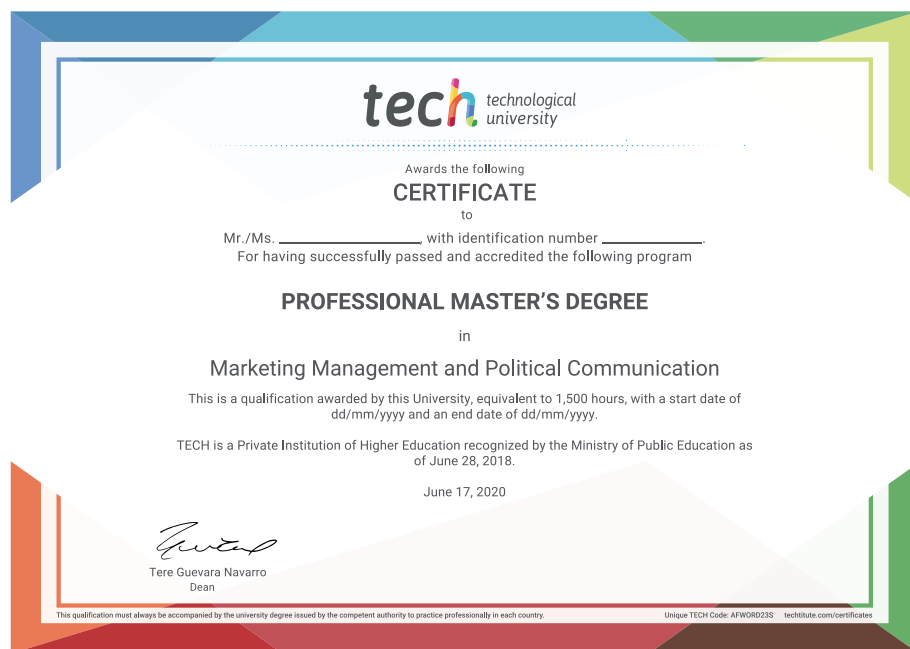 tech technological
university
Awards the following
CERTIFICATE
to
Mr./Ms. ____________________, with identification number ______________.
For having successfully passed and accredited the following program
PROFESSIONAL MASTER'S DEGREE
in
Marketing Management and Political Communication
This is a qualification awarded by this University, equivalent to 1,500 hours, with a start date of
dd/mm/yyyy and an end date of dd/mm/yyyy.
TECH is a Private Institution of Higher Education recognized by the Ministry of Public Education as
of June 28, 2018.
June 17, 2020
Tere Guevara Navarro
Dean
This qualification must always be accompanied by the university degree issued by the competent authority to practice professionally in each country. Unique TECH Code: AFWORD23S techtitute.com/certificates